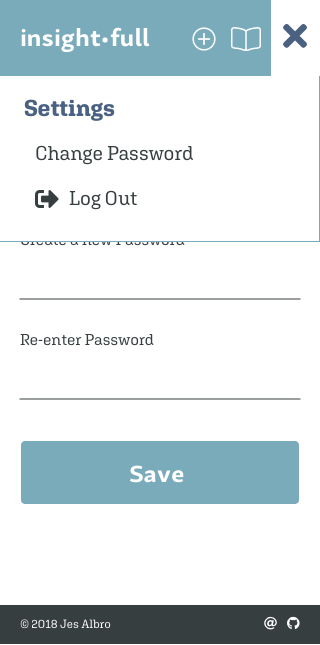 insight•full
Settings
Change Password
Log Out
Create a new Password
Re-enter Password
Save
© 2018 Jes Albro